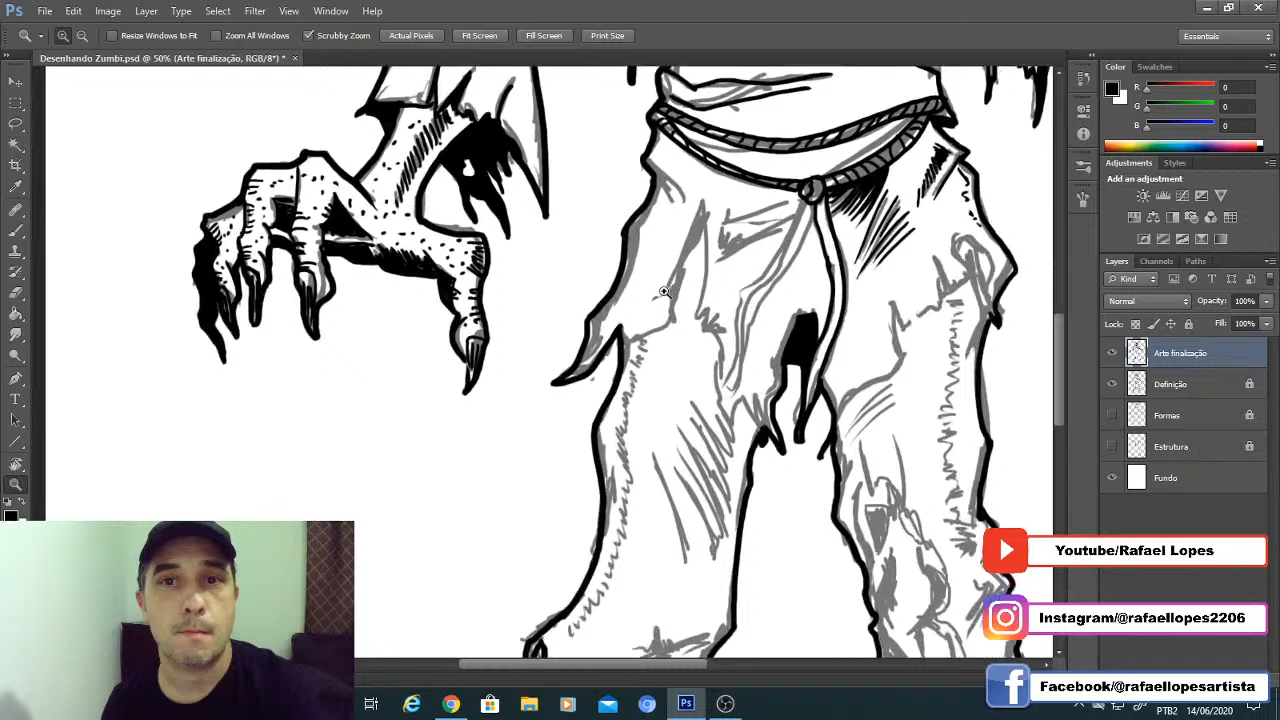 Ps File Edit Image Layer Type Select Filter View Window Help
Resize Windows to Fit Zoom All Windows Scrubby Zoom Actual Pixels Fit Screen Fill Screen Print Size Essentials
Desenhando Zumbi.psd @ 50% (Arte finalização, RGB/8*) *
Color Swatches
R 0
G 0
B 0
Adjustments Styles
Add an adjustment
Layers Channels Paths
Kind
Normal Opacity: 100%
Lock: Fill: 100%
Arte finalização
Definição
Formas
Estrutura
Fundo
Youtube/Rafael Lopes
Instagram/@rafaellopes2206
Facebook/@rafaellopesartista
PTB2 14/06/2020